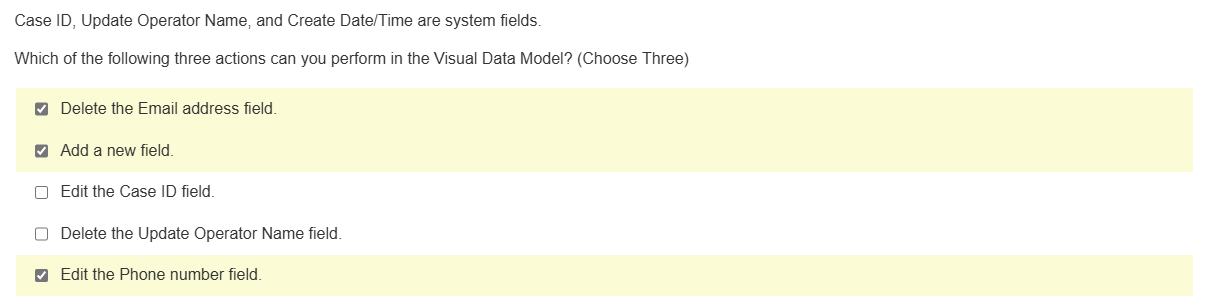 Case ID, Update Operator Name, and Create Date/Time are system fields.
Which of the following three actions can you perform in the Visual Data Model? (Choose Three)
Delete the Email address field.
Add a new field.
Edit the Case ID field.
Delete the Update Operator Name field.
Edit the Phone number field.